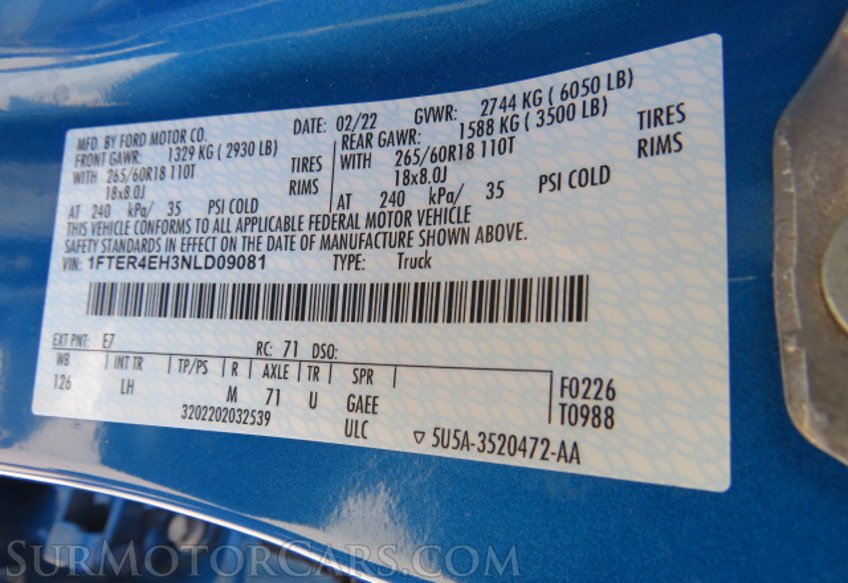 MFD. BY FORD MOTOR CO. DATE: 02/22 GVWR: 2744 KG ( 6050 LB)
FRONT GAWR: 1329 KG ( 2930 LB) REAR GAWR: 1588 KG ( 3500 LB)
WITH 265/60R18 110T TIRES WITH 265/60R18 110T TIRES
18x8.0J RIMS 18x8.0J RIMS
AT 240 kPa/ 35 PSI COLD AT 240 kPa/ 35 PSI COLD
THIS VEHICLE CONFORMS TO ALL APPLICABLE FEDERAL MOTOR VEHICLE
SAFETY STANDARDS IN EFFECT ON THE DATE OF MANUFACTURE SHOWN ABOVE.
VIN: 1FTER4EH3NLD09081 TYPE: Truck
EXT PNT: E7 RC: 71 DSO:
WB INT TR TP/PS R AXLE TR SPR
126 LH M 71 U GAEE F0226
3202202032539 ULC T0988
5U5A-3520472-AA
SURMOTORCARS.COM